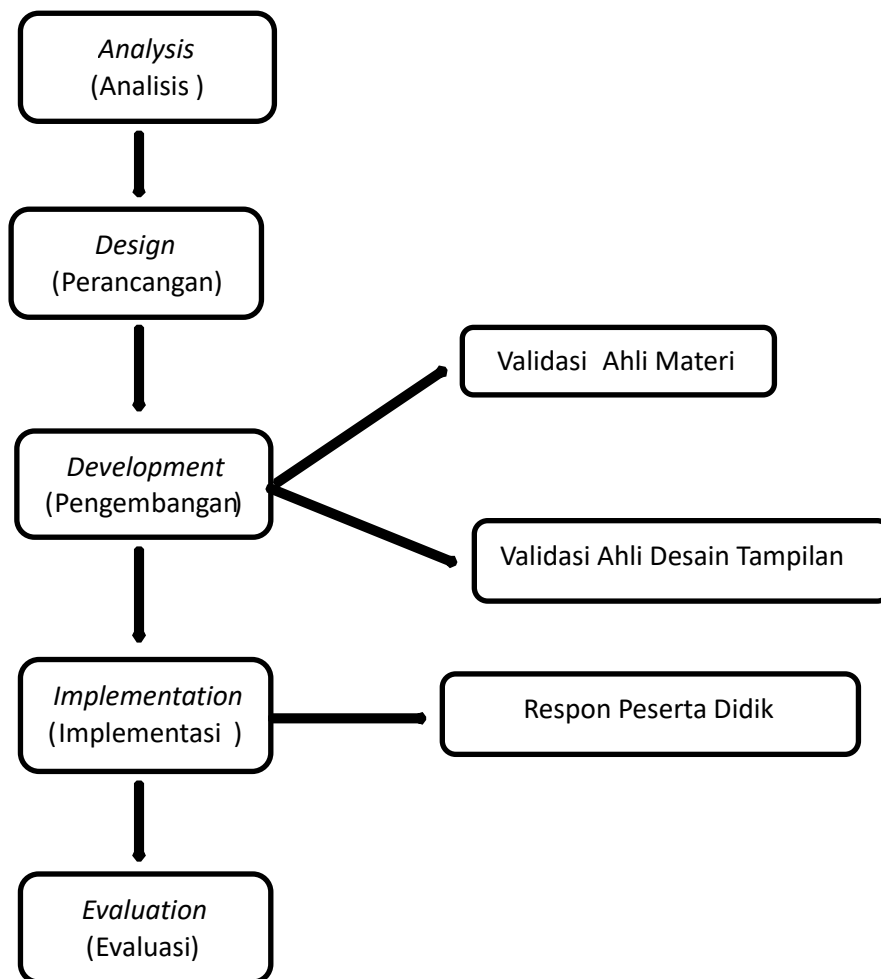 Analysis
(Analisis )
Design
(Perancangan)
Validasi  Ahli Materi
Development
(Pengembangan)
Validasi Ahli Desain Tampilan
Implementation
(Implementasi  )
Respon Peserta Didik
Evaluation
(Evaluasi)